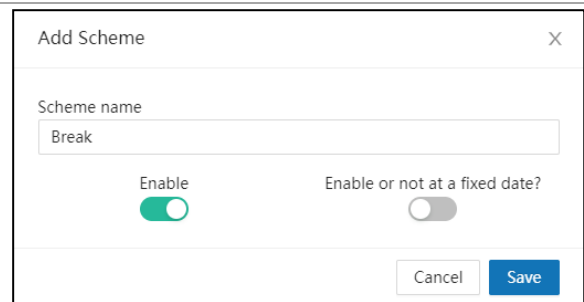 Add Scheme
X
Scheme name
Break
Enable Enable or not at a fixed date?
Cancel Save